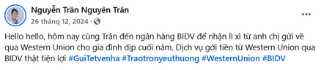 Nguyễn Trần Nguyên Trân
26 tháng 12, 2024 ·
Hello hello, hôm nay cùng Trân đến ngân hàng BIDV để nhận lì xì từ anh chị gửi về
qua Western Union cho gia đình dịp cuối năm, Dịch vụ gửi tiền từ Western Union qua
BIDV thật tiện lợi #GuiTetvenha #Traotronyeuthuong #WesternUnion #BIDV